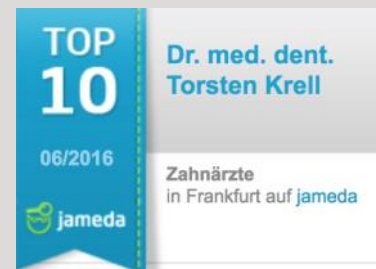 TOP
10
06/2016
jameda
Dr. med. dent.
Torsten Krell
Zahnärzte
in Frankfurt auf jameda